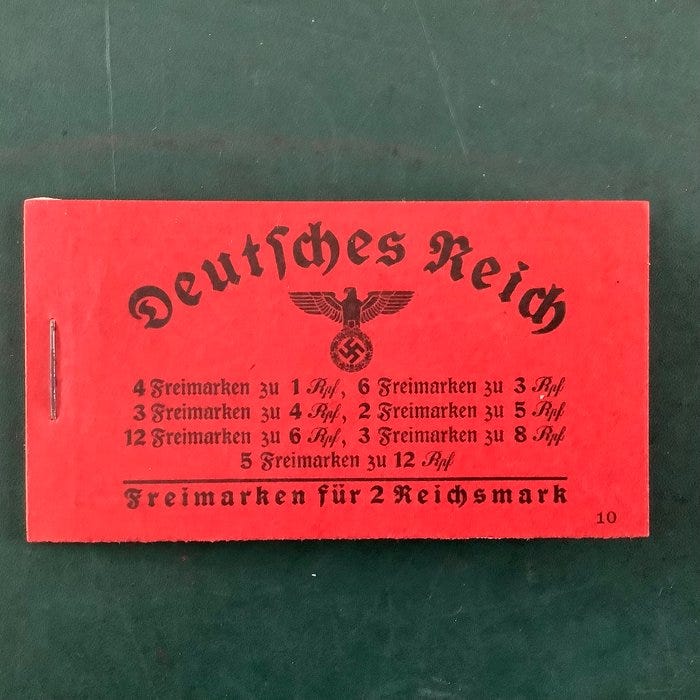 Deutſches Reich
4 Freimarken zu 1 Rpf, 6 Freimarken zu 3 Rpf
3 Freimarken zu 4 Rpf, 2 Freimarken zu 5 Rpf
12 Freimarken zu 6 Rpf, 3 Freimarken zu 8 Rpf
5 Freimarken zu 12 Rpf
Freimarken für 2 Reichsmark
10